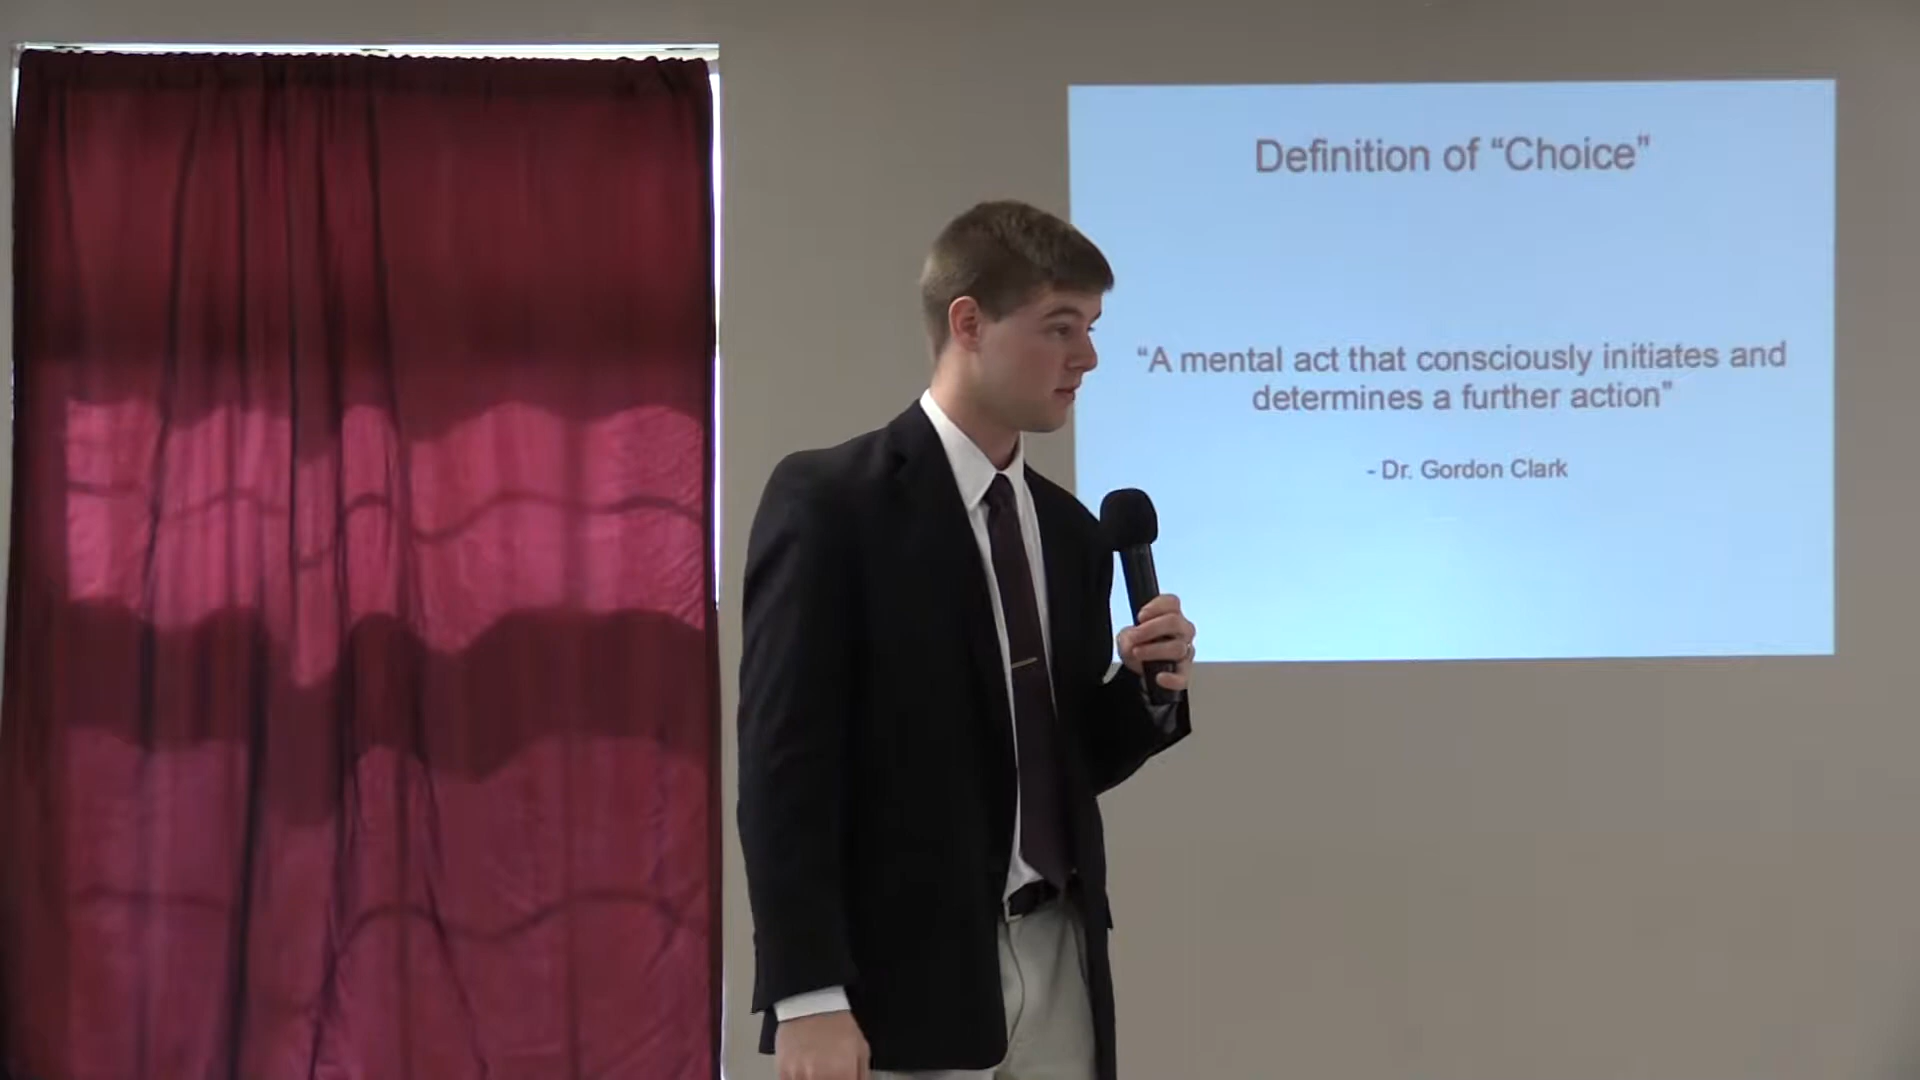 Definition of “Choice”
“A mental act that consciously initiates and
determines a further action”
- Dr. Gordon Clark